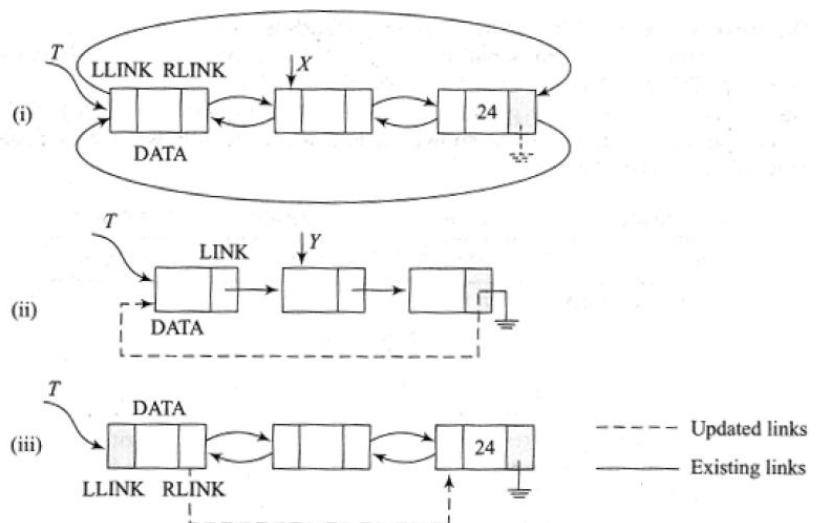 T
LLINK RLINK
X
(i)
24
DATA
T
LINK
Y
(ii)
DATA
T
DATA
(iii)
24
LLINK RLINK
Updated links
Existing links